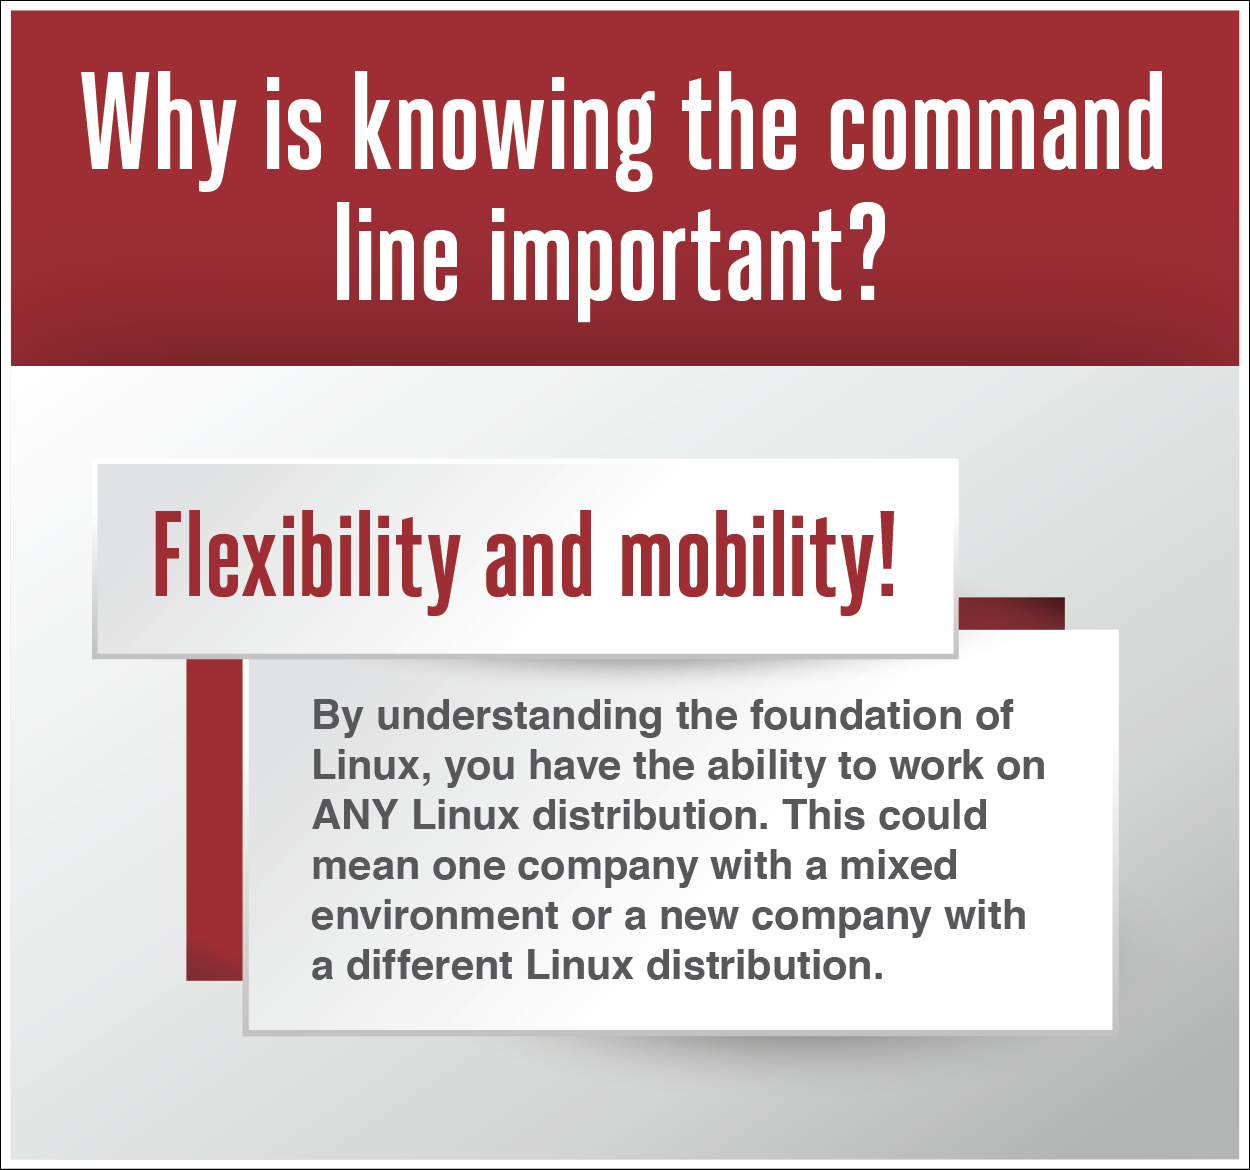 Why is knowing the command
line important?
Flexibility and mobility!
By understanding the foundation of
Linux, you have the ability to work on
ANY Linux distribution. This could
mean one company with a mixed
environment or a new company with
a different Linux distribution.